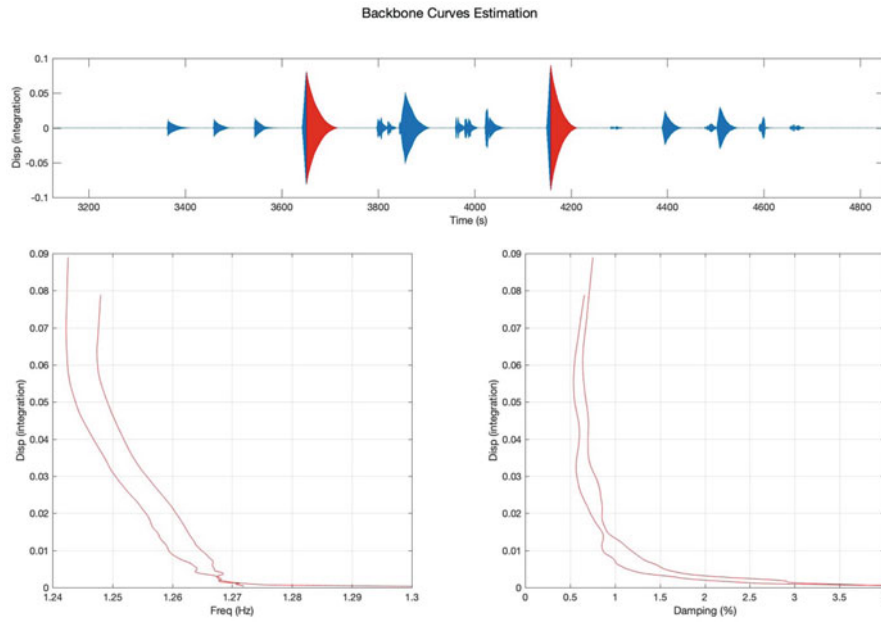 Backbone Curves Estimation
0.1
0.05
0
-0.05
-0.1
Disp (integration)
3200 3400 3600 3800 4000 4200 4400 4600 4800
Time (s)
0.09
0.08
0.07
0.06
0.05
0.04
0.03
0.02
0.01
0
Disp (integration)
1.24 1.25 1.26 1.27 1.28 1.29 1.3
Freq (Hz)
0.09
0.08
0.07
0.06
0.05
0.04
0.03
0.02
0.01
0
Disp (integration)
0 0.5 1 1.5 2 2.5 3 3.5
Damping (%)